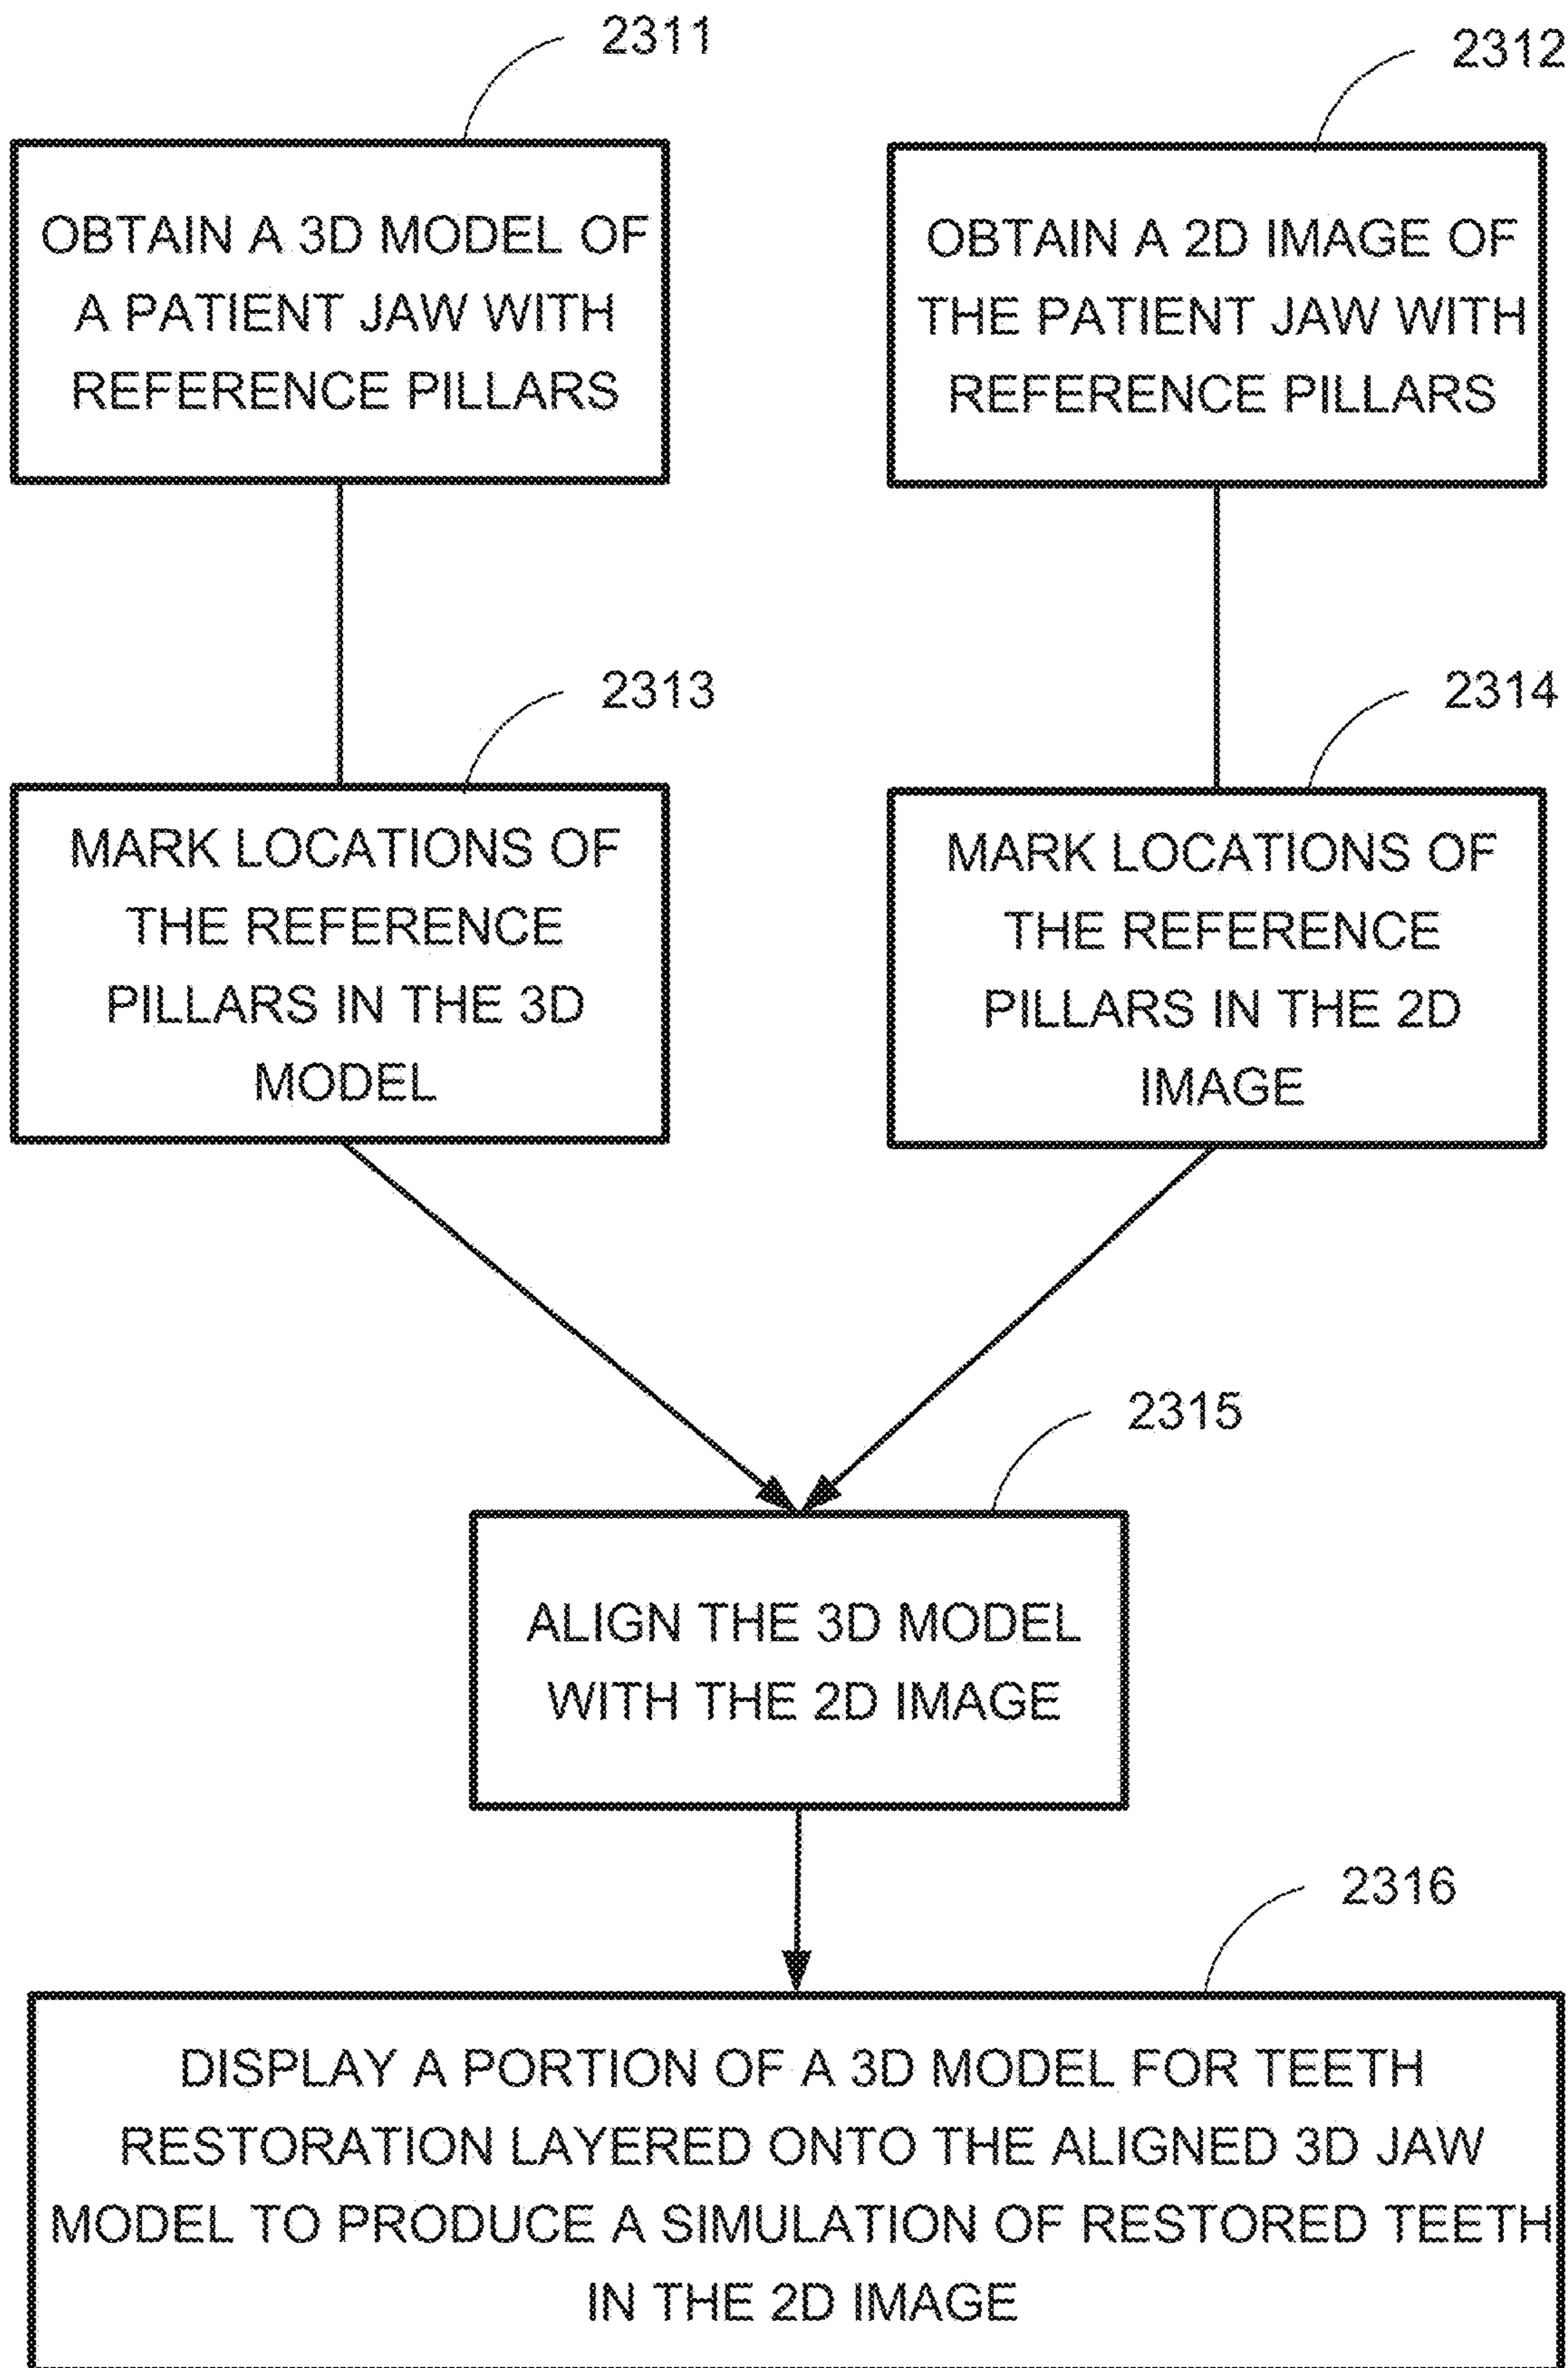 2311
OBTAIN A 3D MODEL OF
A PATIENT JAW WITH
REFERENCE PILLARS
2312
OBTAIN A 2D IMAGE OF
THE PATIENT JAW WITH
REFERENCE PILLARS
2313
MARK LOCATIONS OF
THE REFERENCE
PILLARS IN THE 3D
MODEL
2314
MARK LOCATIONS OF
THE REFERENCE
PILLARS IN THE 2D
IMAGE
2315
ALIGN THE 3D MODEL
WITH THE 2D IMAGE
2316
DISPLAY A PORTION OF A 3D MODEL FOR TEETH
RESTORATION LAYERED ONTO THE ALIGNED 3D JAW
MODEL TO PRODUCE A SIMULATION OF RESTORED TEETH
IN THE 2D IMAGE